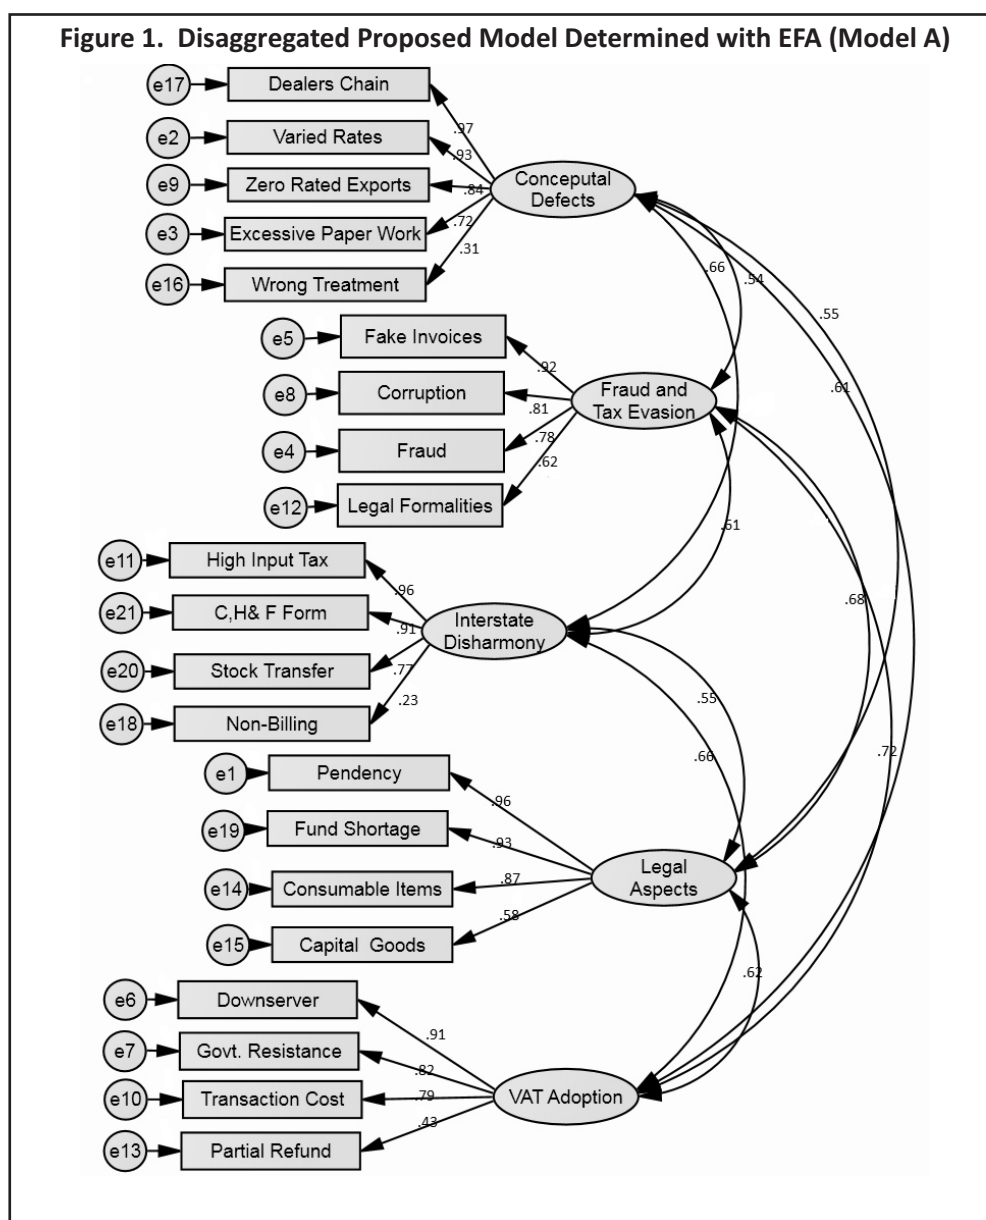 Figure 1. Disaggregated Proposed Model Determined with EFA (Model A)
e17
Dealers Chain
.97
e2
Varied Rates
.93
e9
Zero Rated Exports
.84
Conceputal
Defects
e3
Excessive Paper Work
.72
e16
Wrong Treatment
.31
.66
.54
.55
e5
Fake Invoices
.92
e8
Corruption
.81
Fraud and
Tax Evasion
.61
e4
Fraud
.78
e12
Legal Formalities
.62
.61
e11
High Input Tax
.96
e21
C,H& F Form
.91
Interstate
Disharmony
.68
e20
Stock Transfer
.77
e18
Non-Billing
.23
.55
.66
.72
e1
Pendency
.96
e19
Fund Shortage
.93
e14
Consumable Items
.87
Legal
Aspects
e15
Capital Goods
.58
.62
e6
Downserver
.91
e7
Govt. Resistance
.82
e10
Transaction Cost
.79
VAT Adoption
e13
Partial Refund
.43